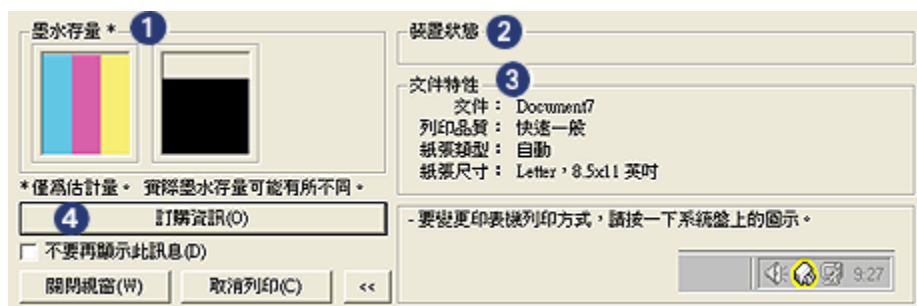 墨水存量 *
1
*僅為估計量。 實際墨水存量可能有所不同。
4
訂購資訊(O)
不要再顯示此訊息(D)
關閉視窗(W)
取消列印(C)
<<
裝置狀態
2
文件特性
3
文件： Document7
列印品質： 快速一般
紙張類型： 自動
紙張尺寸： Letter，8.5x11 英吋
- 要變更印表機列印方式，請按一下系統盤上的圖示。
9:27